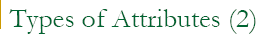 Types of Attributes (2)